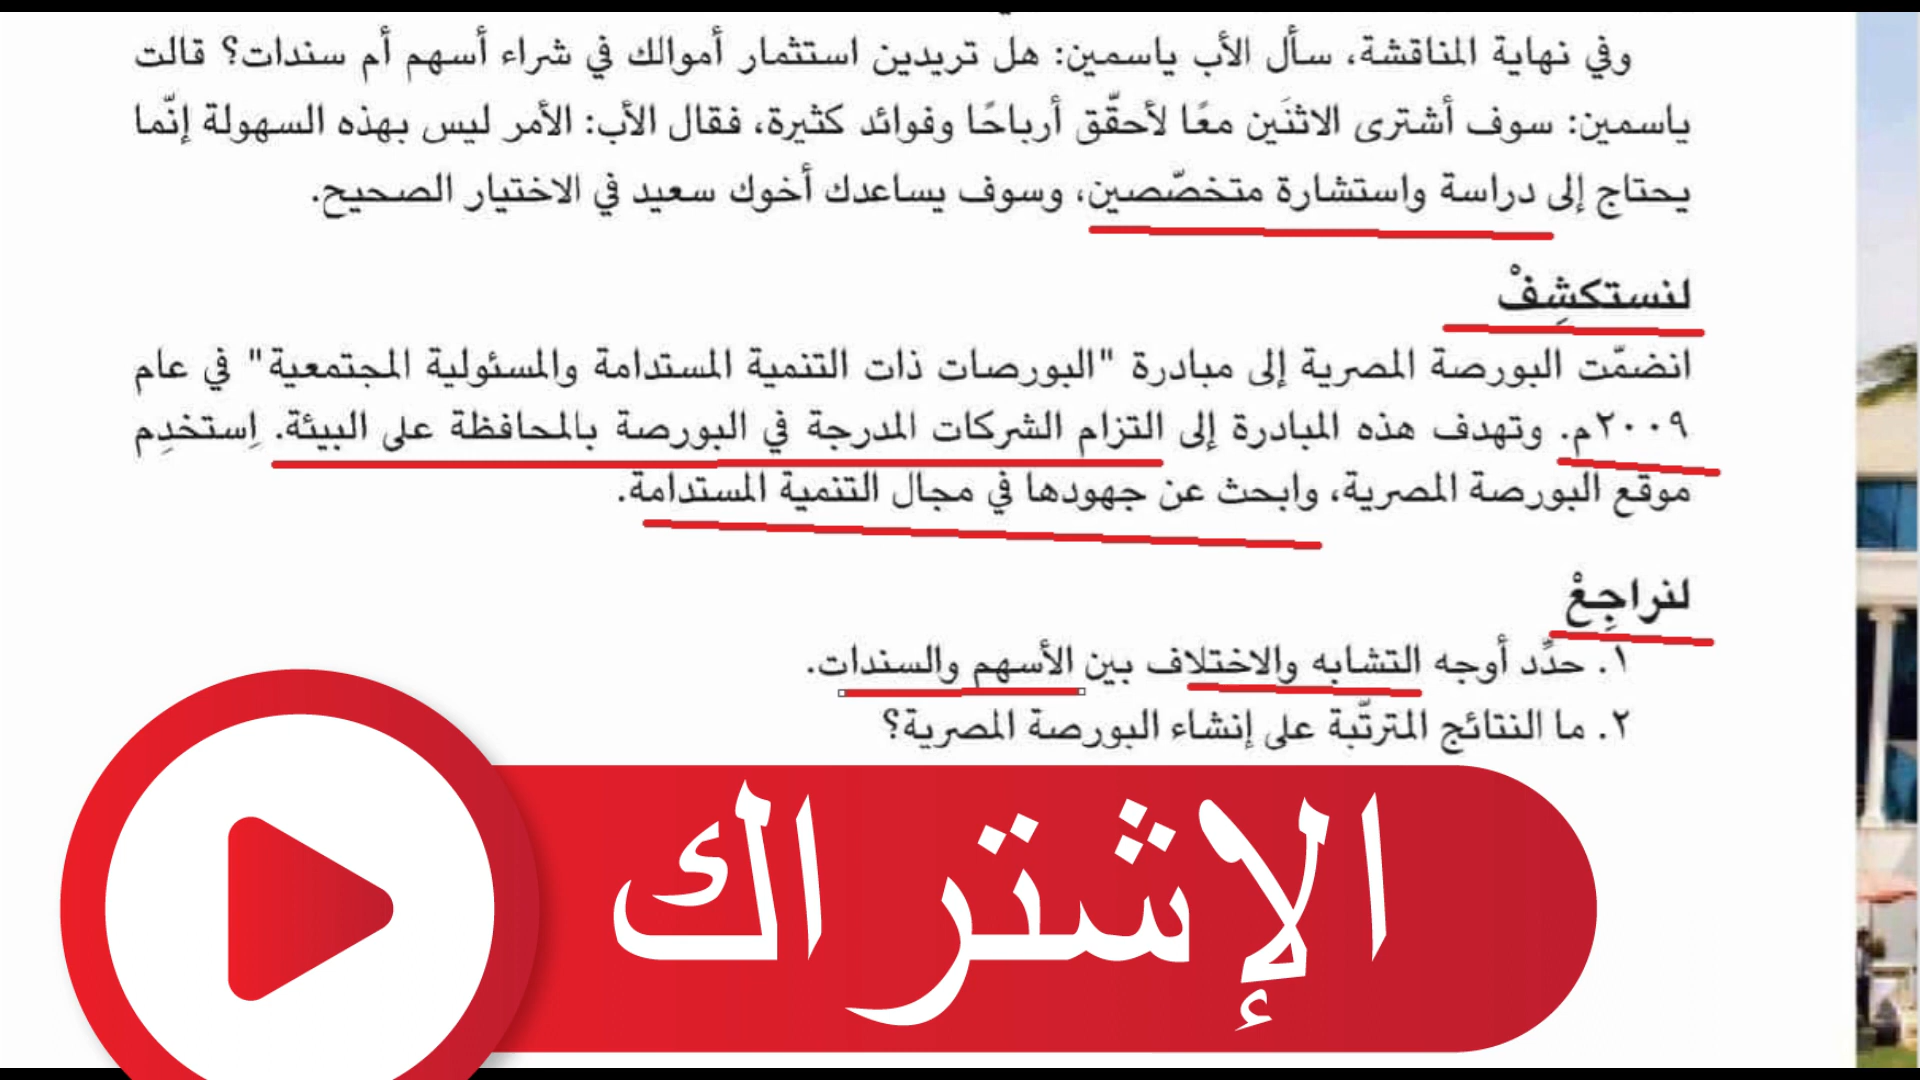 وفي نهاية المناقشة، سأل الأب ياسمين: هل تريدين استثمار أموالك في شراء أسهم أم سندات؟ قالت
ياسمين: سوف أشترى الاثنَين معًا لأحقّق أرباحًا وفوائد كثيرة، فقال الأب: الأمر ليس بهذه السهولة إنّما
يحتاج إلى دراسة واستشارة متخصّصين، وسوف يساعدك أخوك سعيد في الاختيار الصحيح.
لنستكشِفْ
انضمّت البورصة المصرية إلى مبادرة "البورصات ذات التنمية المستدامة والمسئولية المجتمعية" في عام
٢٠٠٩م. وتهدف هذه المبادرة إلى التزام الشركات المدرجة في البورصة بالمحافظة على البيئة. اِستخدِم
موقع البورصة المصرية، وابحث عن جهودها في مجال التنمية المستدامة.
لنراجِعْ
١. حدِّد أوجه التشابه والاختلاف بين الأسهم والسندات.
٢. ما النتائج المترتّبة على إنشاء البورصة المصرية؟
الإشتراك